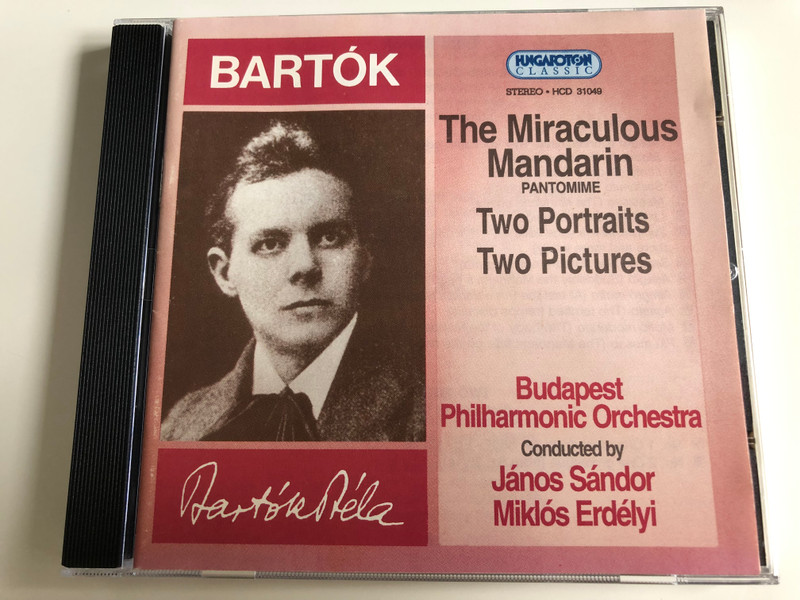 BARTÓK
Bartók Béla
HUNGAROTON
CLASSIC
STEREO • HCD 31049
The Miraculous
Mandarin
PANTOMIME
Two Portraits
Two Pictures
Budapest
Philharmonic Orchestra
Conducted by
János Sándor
Miklós Erdélyi